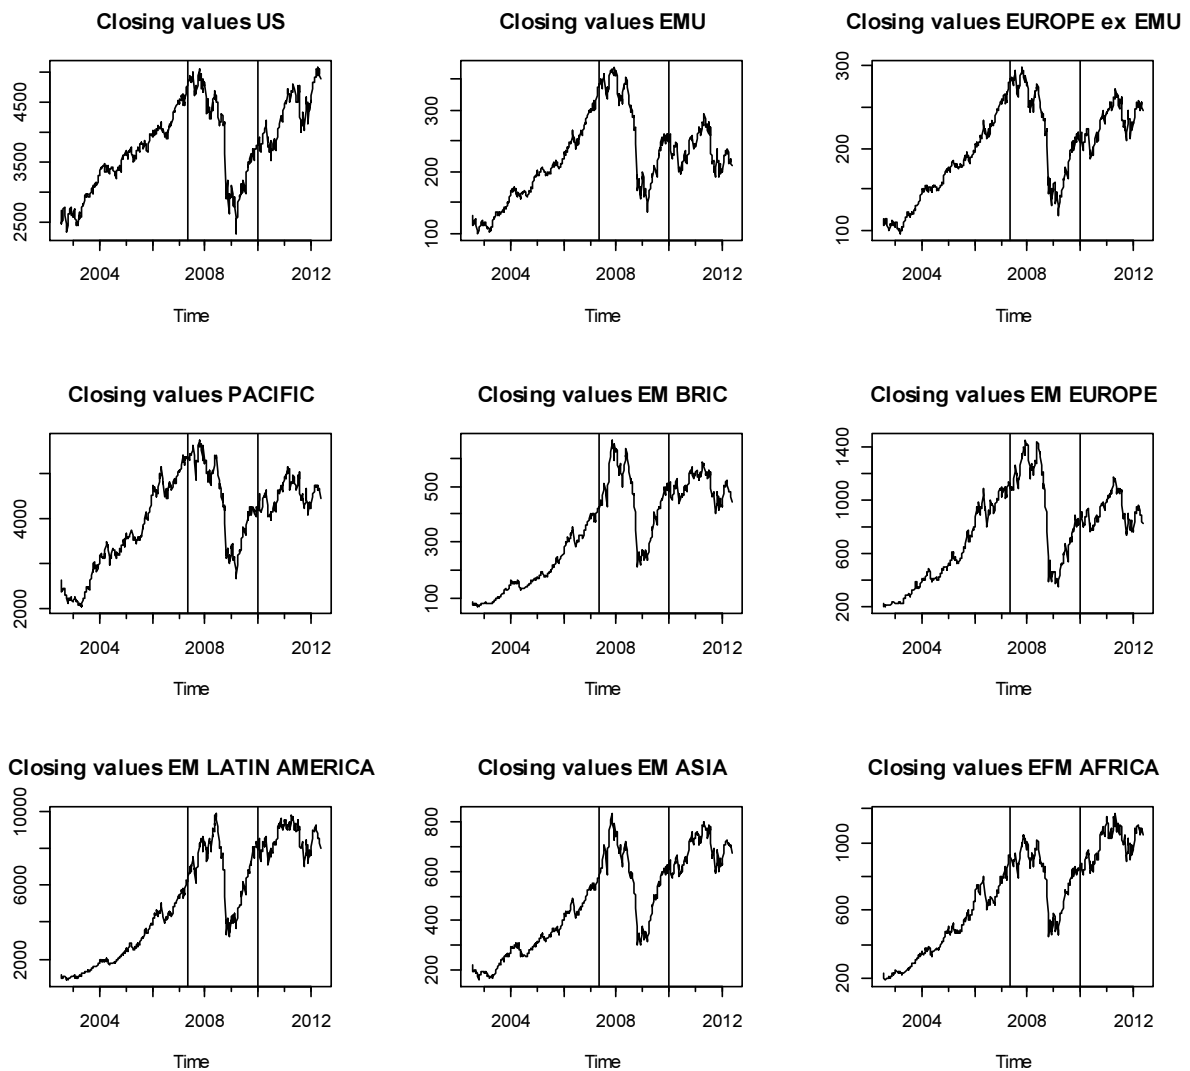 Closing values US
Closing values EMU
Closing values EUROPE ex EMU
4500
3500
2500
2004 2008 2012
Time
300
200
100
2004 2008 2012
Time
300
200
100
2004 2008 2012
Time
Closing values PACIFIC
Closing values EM BRIC
Closing values EM EUROPE
4000
2000
2004 2008 2012
Time
500
300
100
2004 2008 2012
Time
1400
1000
600
200
2004 2008 2012
Time
Closing values EM LATIN AMERICA
Closing values EM ASIA
Closing values EFM AFRICA
10000
6000
2000
2004 2008 2012
Time
800
600
400
200
2004 2008 2012
Time
1000
600
200
2004 2008 2012
Time